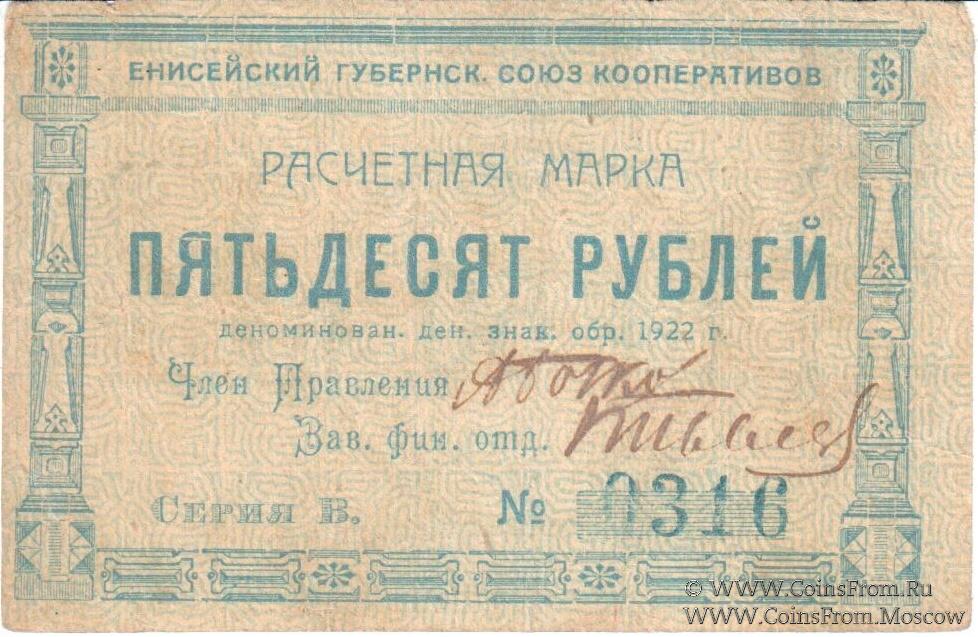 ЕНИСЕЙСКИЙ ГУБЕРНСК. СОЮЗ КООПЕРАТИВОВ
РАСЧЕТНАЯ МАРКА
ПЯТЬДЕСЯТ РУБЛЕЙ
деноминован. ден. знак. обр. 1922 г.
Член Правления
Зав. фин. отд.
Серия В. № 0316
© WWW.CoinsFrom.Ru
WWW.CoinsFrom.Moscow